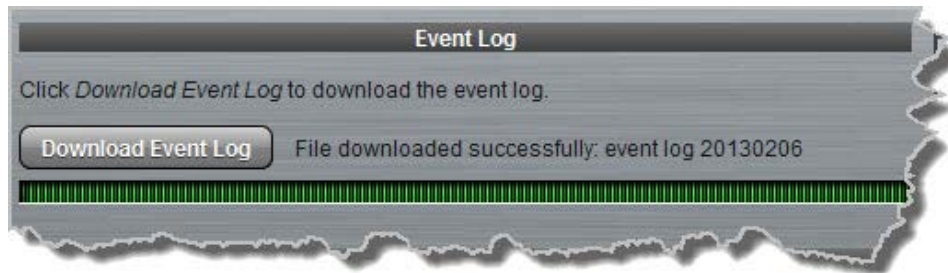 Event Log
Click Download Event Log to download the event log.
Download Event Log File downloaded successfully: event log 20130206